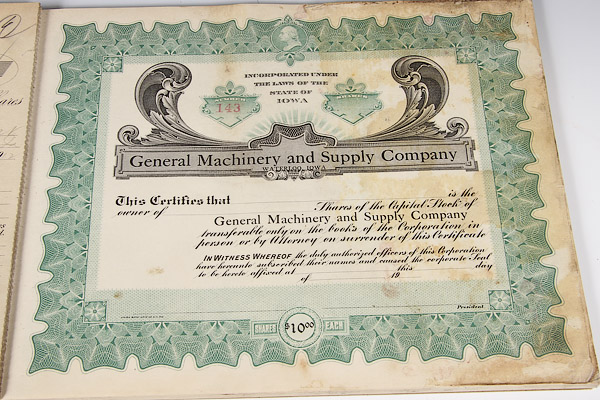 INCORPORATED UNDER
THE LAWS OF THE
STATE OF
IOWA
NUMBER
143
SHARES
General Machinery and Supply Company
WATERLOO, IOWA
This Certifies that is the
owner of Shares of the Capital Stock of
General Machinery and Supply Company
transferable only on the books of the Corporation in
person or by Attorney on surrender of this Certificate
IN WITNESS WHEREOF the duly authorized officers of this Corporation
have hereunto subscribed their names and caused the corporate Seal
to be hereto affixed at this day
of 19
President
SHARES $10.00 EACH